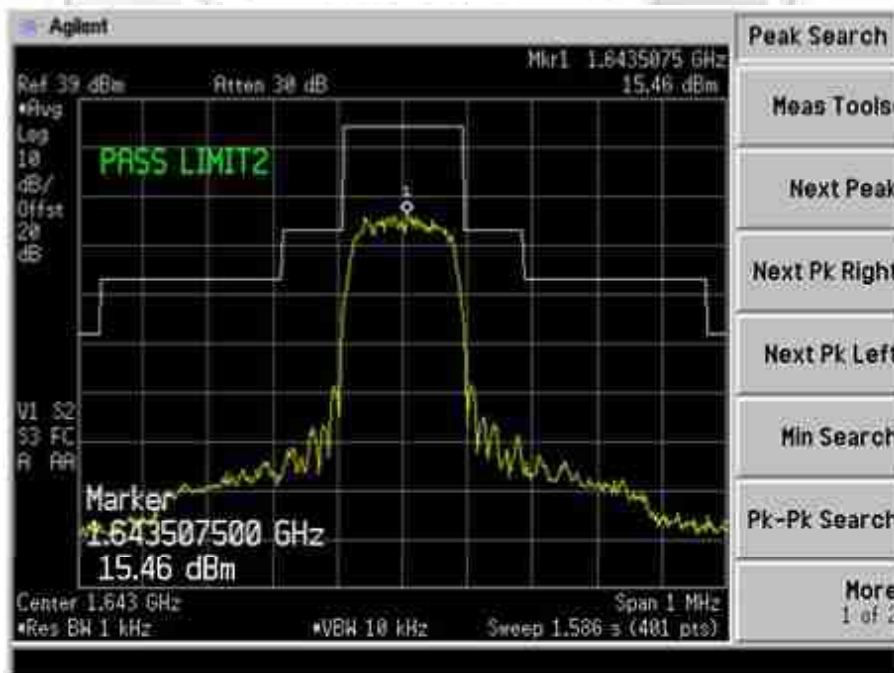 Agilent
Peak Search
Mkr1 1.6435075 GHz
Ref 39 dBm Atten 30 dB 15.46 dBm
*Avg
Log
10
dB/
Offst
20
dB
PASS LIMIT2
1
Meas Tools
Next Peak
Next Pk Right
Next Pk Left
Min Search
Pk-Pk Search
More
1 of 2
V1 S2
S3 FC
A AA
Marker
1.643507500 GHz
15.46 dBm
Center 1.643 GHz Span 1 MHz
*Res BW 1 kHz *VBW 10 kHz Sweep 1.586 s (401 pts)